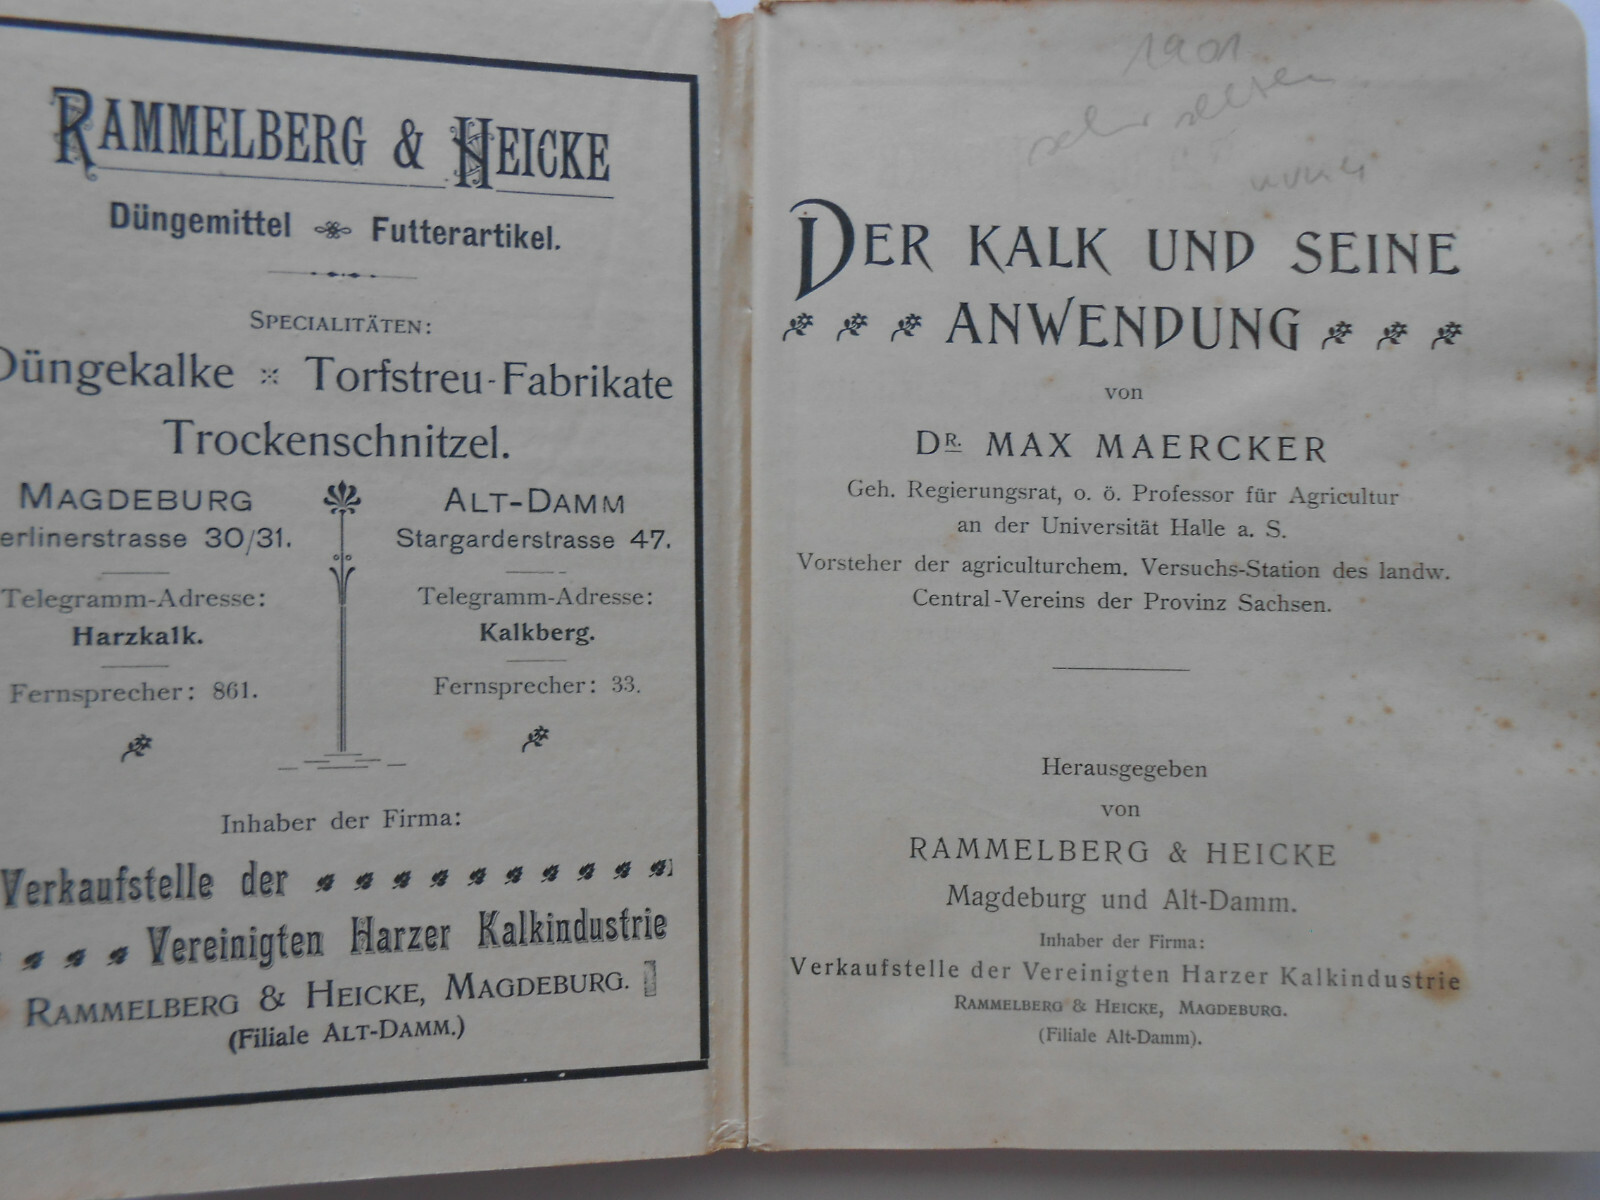 RAMMELBERG & HEICKE
Düngemittel Futterartikel.
SPECIALITÄTEN:
Düngekalke Torfstreu-Fabrikate
Trockenschnitzel.
MAGDEBURG
erlinerstrasse 30/31.
Telegramm-Adresse:
Harzkalk.
Fernsprecher: 861.
ALT-DAMM
Stargarderstrasse 47.
Telegramm-Adresse:
Kalkberg.
Fernsprecher: 33.
Inhaber der Firma:
Verkaufstelle der
Vereinigten Harzer Kalkindustrie
RAMMELBERG & HEICKE, MAGDEBURG.
(Filiale ALT-DAMM.)
1901
sehr selten
DER KALK UND SEINE
ANWENDUNG
von
DR. MAX MAERCKER
Geh. Regierungsrat, o. ö. Professor für Agricultur
an der Universität Halle a. S.
Vorsteher der agriculturchem. Versuchs-Station des landw.
Central-Vereins der Provinz Sachsen.
Herausgegeben
von
RAMMELBERG & HEICKE
Magdeburg und Alt-Damm.
Inhaber der Firma:
Verkaufstelle der Vereinigten Harzer Kalkindustrie
RAMMELBERG & HEICKE, MAGDEBURG.
(Filiale Alt-Damm).